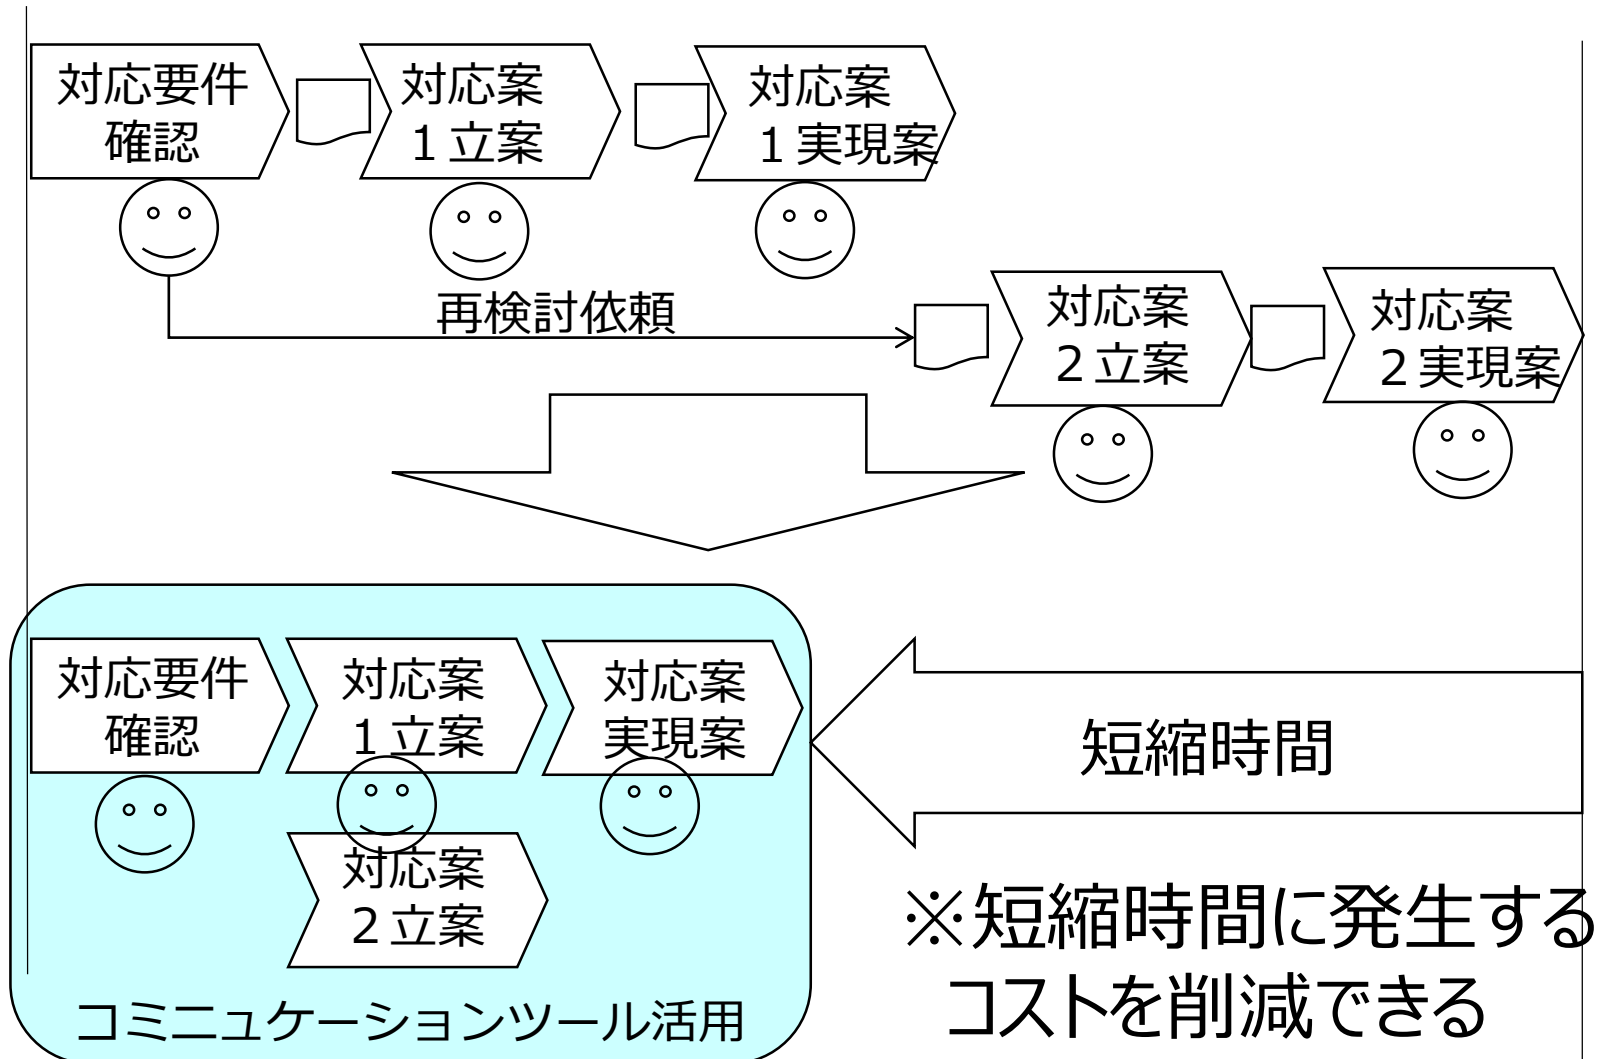 対応要件
確認
対応案
１立案
対応案
１実現案
再検討依頼
対応案
２立案
対応案
２実現案
対応要件
確認
対応案
１立案
対応案
実現案
対応案
２立案
コミニュケーションツール活用
短縮時間
※短縮時間に発生する
コストを削減できる